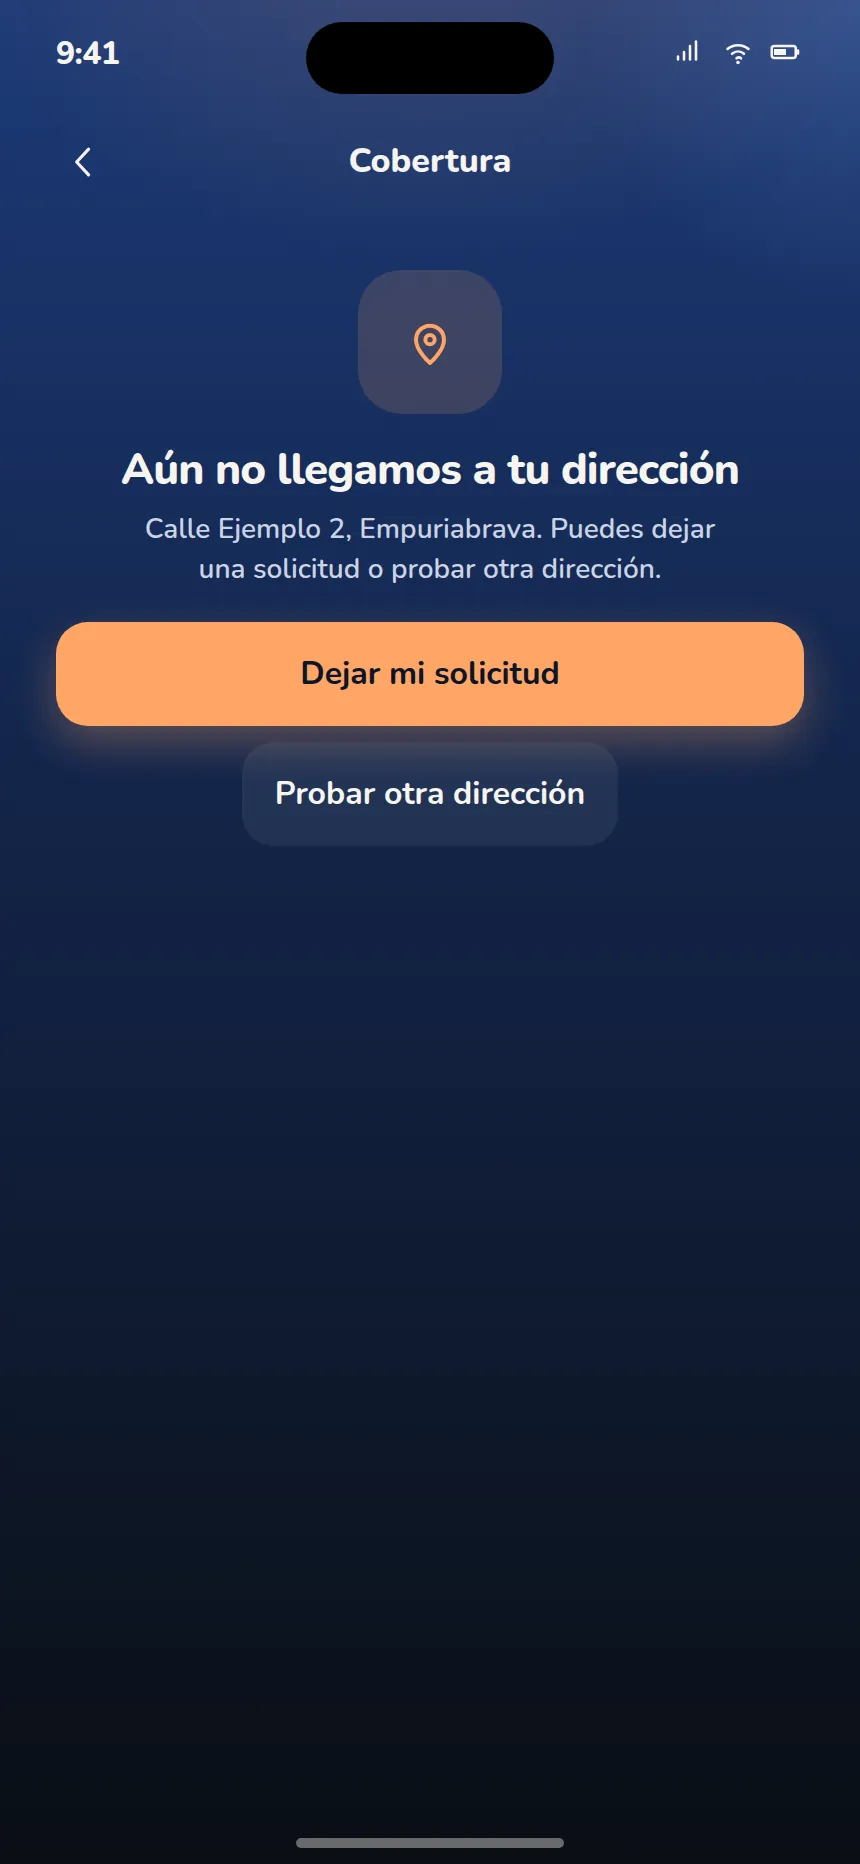 9:41
Cobertura
Aún no llegamos a tu dirección
Calle Ejemplo 2, Empuriabrava. Puedes dejar
una solicitud o probar otra dirección.
Dejar mi solicitud
Probar otra dirección